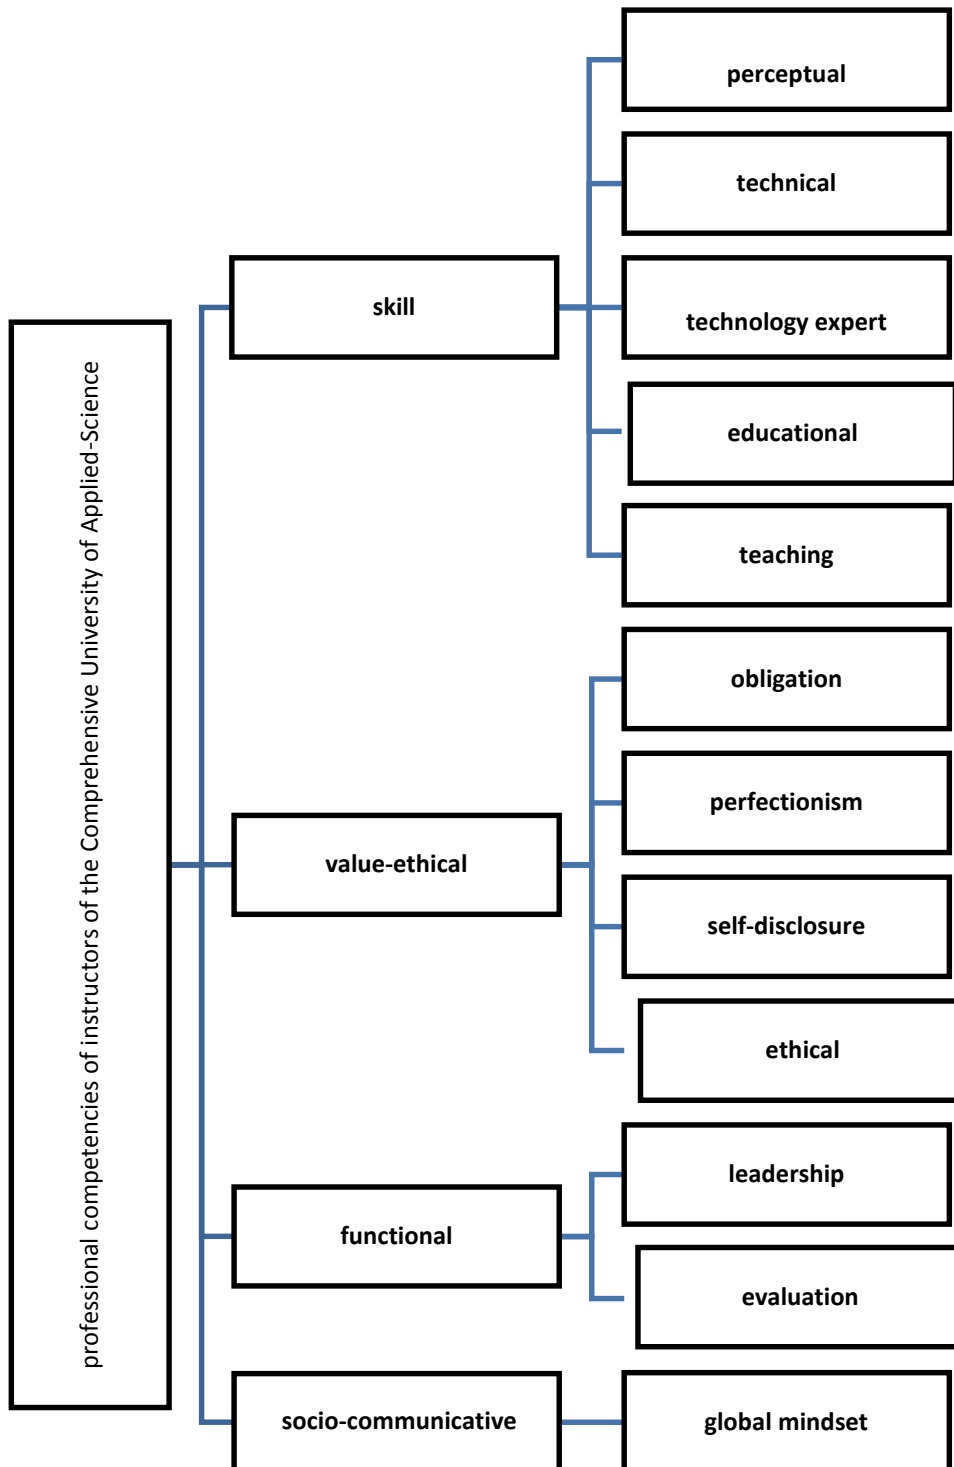 professional competencies of instructors of the Comprehensive University of Applied-Science
skill
perceptual
technical
technology expert
educational
teaching
value-ethical
obligation
perfectionism
self-disclosure
ethical
functional
leadership
evaluation
socio-communicative
global mindset